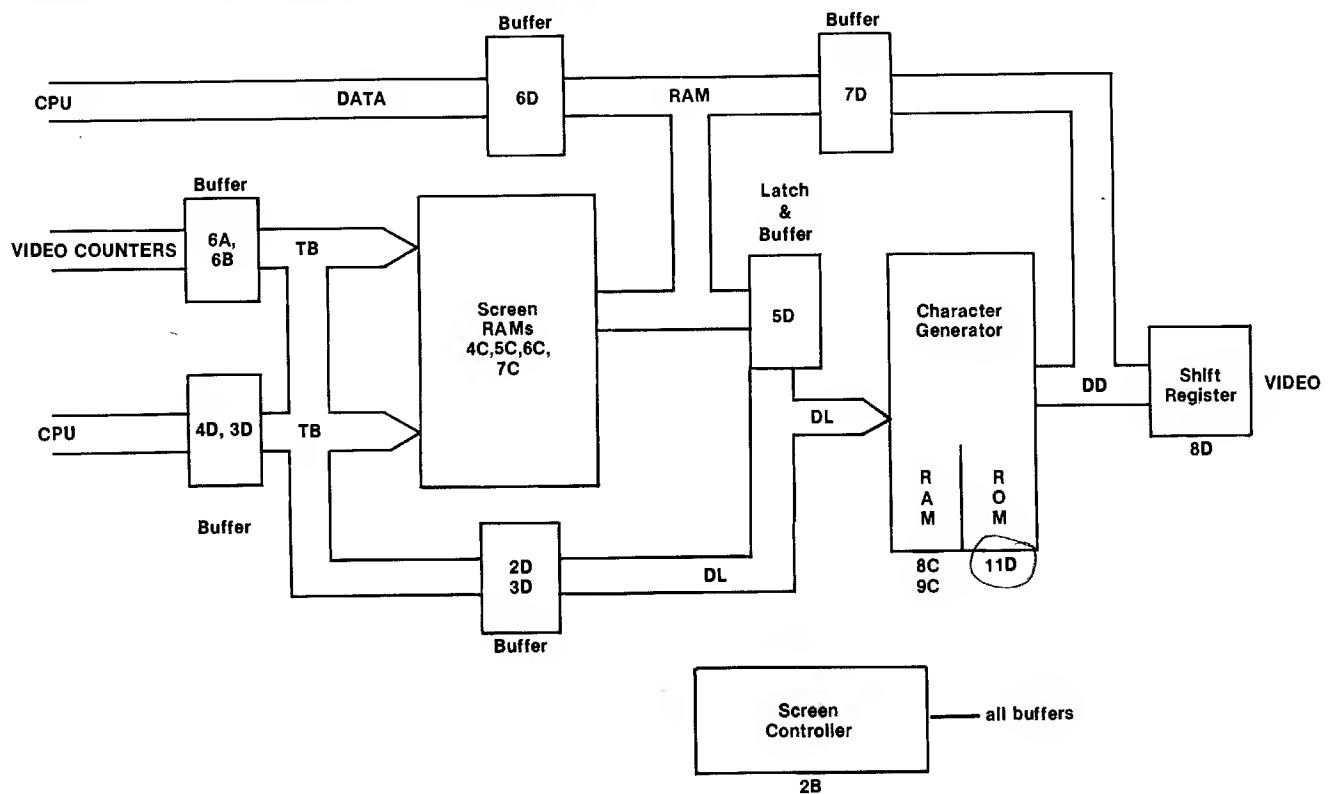 Buffer
Buffer
CPU
DATA
6D
RAM
7D
Buffer
Latch
&
Buffer
VIDEO COUNTERS
6A,
6B
TB
Screen
RAMs
4C,5C,6C,
7C
5D
Character
Generator
DD
Shift
Register
VIDEO
8D
CPU
4D, 3D
TB
DL
Buffer
RAM
ROM
2D
3D
DL
8C
9C
11D
Buffer
Screen
Controller
all buffers
2B